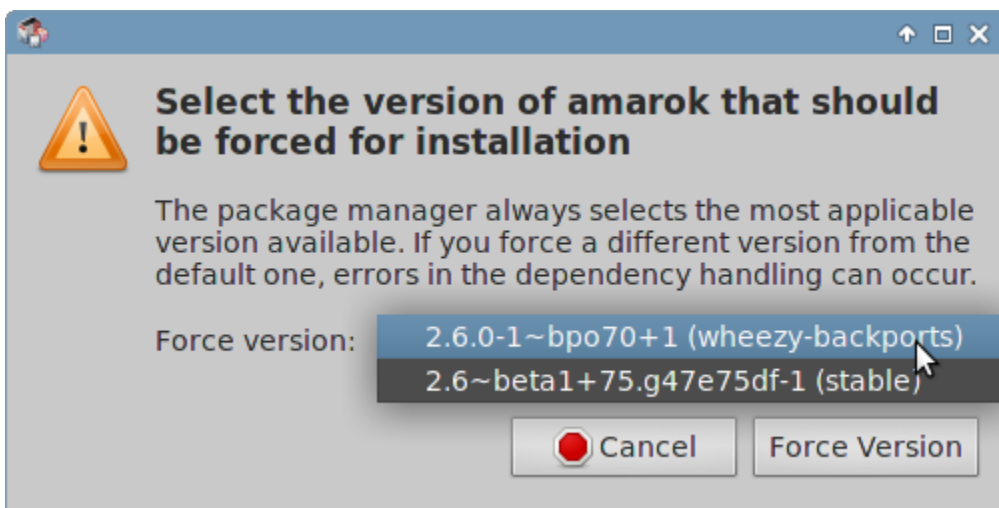 Select the version of amarok that should
be forced for installation
The package manager always selects the most applicable
version available. If you force a different version from the
default one, errors in the dependency handling can occur.
Force version:
2.6.0-1~bpo70+1 (wheezy-backports)
2.6~beta1+75.g47e75df-1 (stable)
Cancel
Force Version